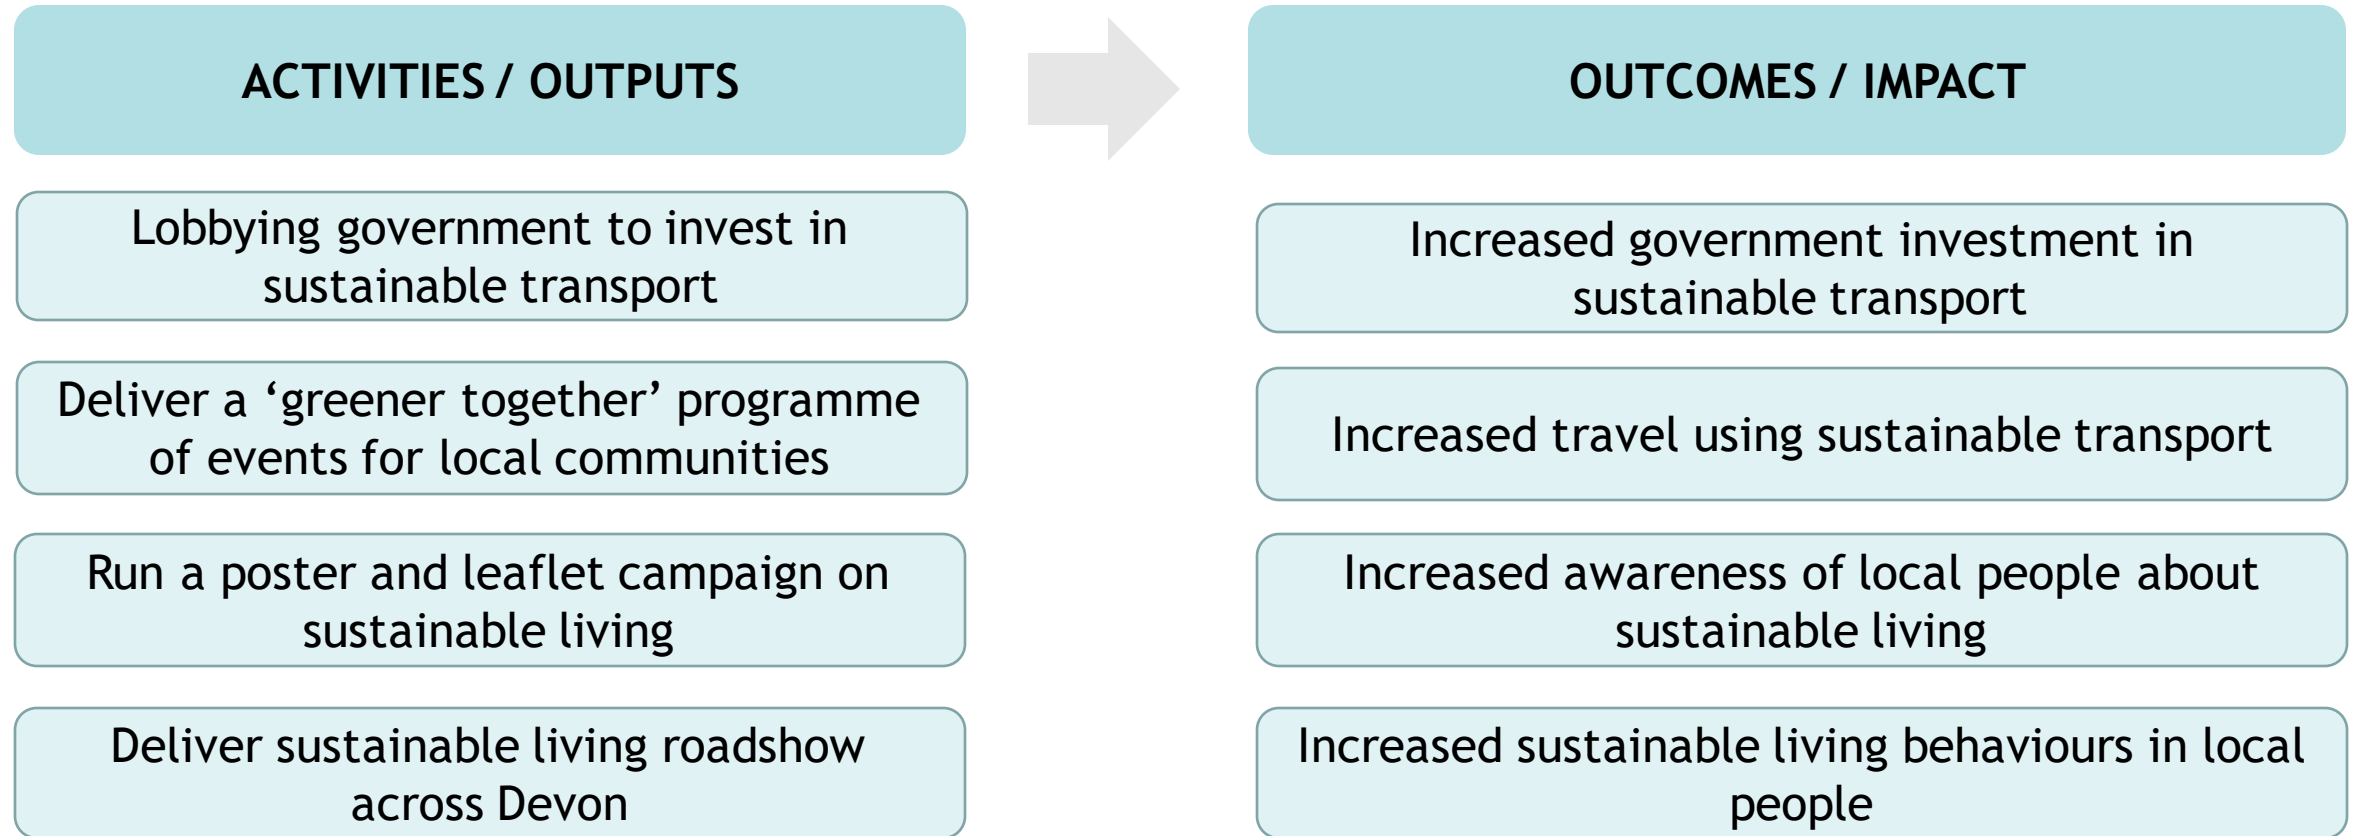 ACTIVITIES / OUTPUTS
Lobbying government to invest in
sustainable transport
Deliver a ‘greener together’ programme
of events for local communities
Run a poster and leaflet campaign on
sustainable living
Deliver sustainable living roadshow
across Devon
OUTCOMES / IMPACT
Increased government investment in
sustainable transport
Increased travel using sustainable transport
Increased awareness of local people about
sustainable living
Increased sustainable living behaviours in local
people